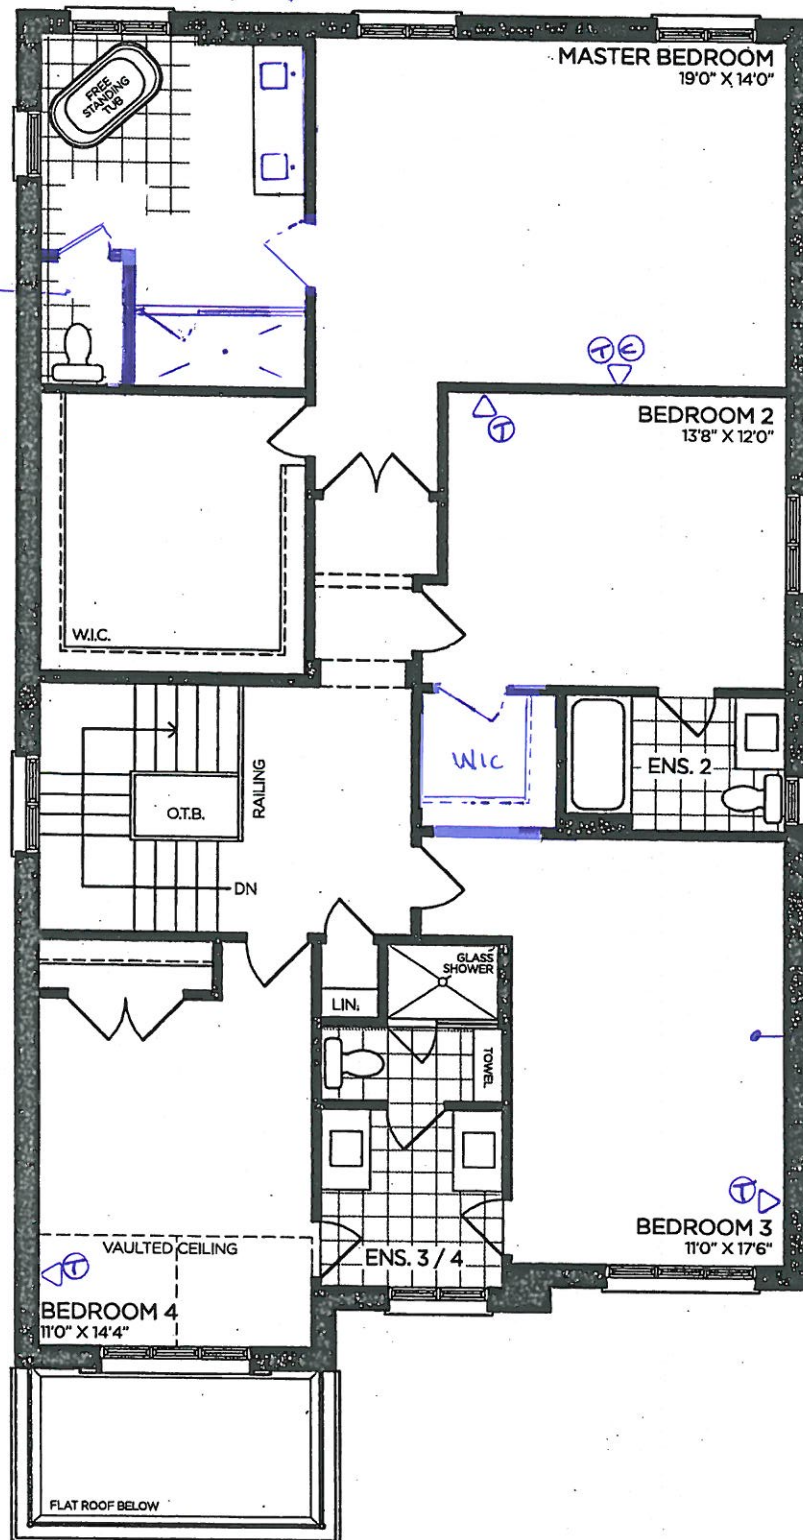 FREE
STANDING
TUB
MASTER BEDROOM
19'0" X 14'0"
T C
T
BEDROOM 2
13'8" X 12'0"
W.I.C.
WIC
ENS. 2
O.T.B.
RAILING
DN
GLASS
SHOWER
LIN.
TOWEL
T
BEDROOM 3
11'0" X 17'6"
VAULTED CEILING
ENS. 3 / 4
T
BEDROOM 4
11'0" X 14'4"
FLAT ROOF BELOW